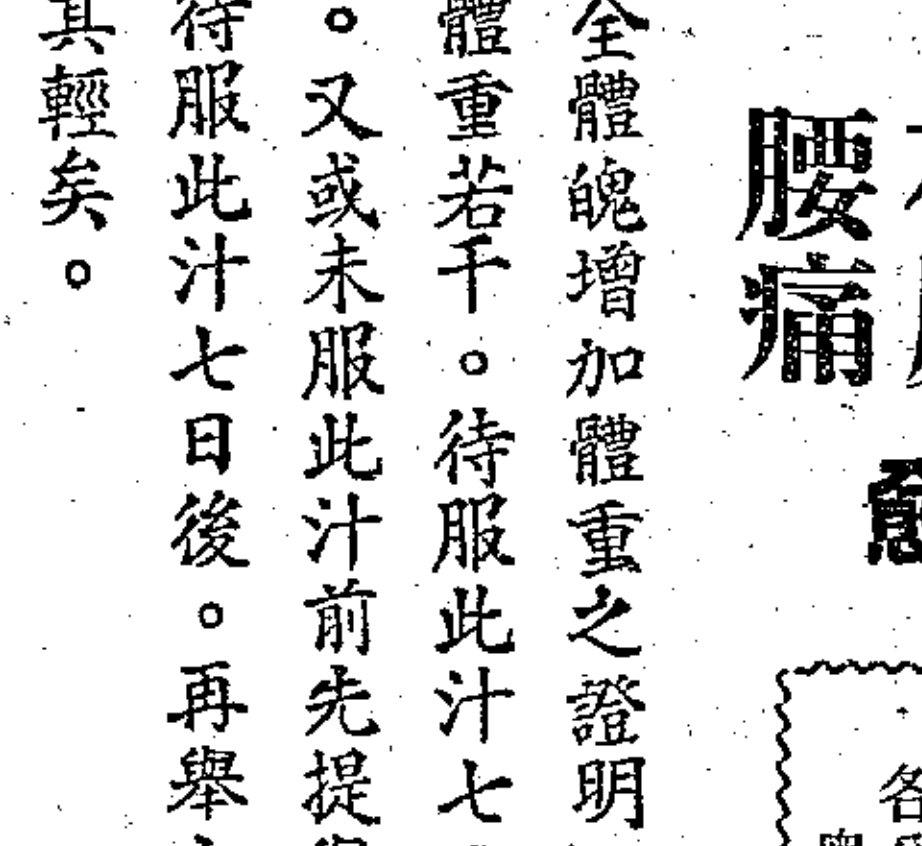 腰痛
各
全體魄增加體重之證明
體重若干。待服此汁七
。又或未服此汁前先提
待服此汁七日後。再舉
其輕矣。